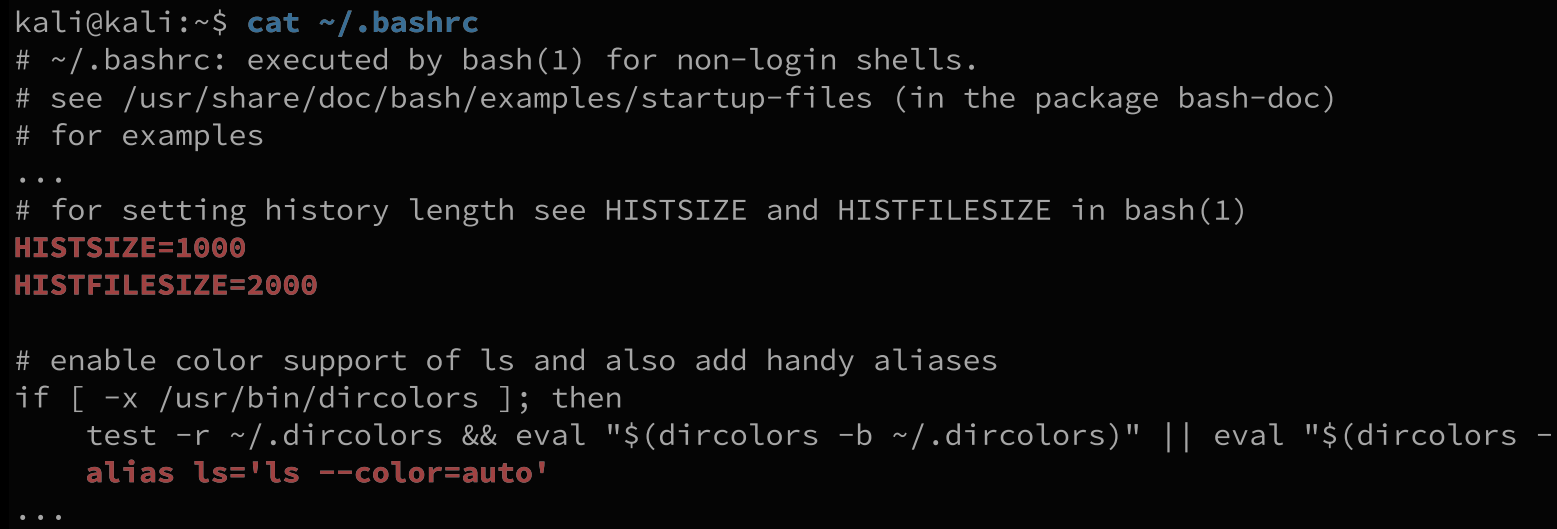 kali@kali:~$ cat ~/.bashrc
# ~/.bashrc: executed by bash(1) for non-login shells.
# see /usr/share/doc/bash/examples/startup-files (in the package bash-doc)
# for examples
...
# for setting history length see HISTSIZE and HISTFILESIZE in bash(1)
HISTSIZE=1000
HISTFILESIZE=2000

# enable color support of ls and also add handy aliases
if [ -x /usr/bin/dircolors ]; then
    test -r ~/.dircolors && eval "$(dircolors -b ~/.dircolors)" || eval "$(dircolors -
    alias ls='ls --color=auto'
...